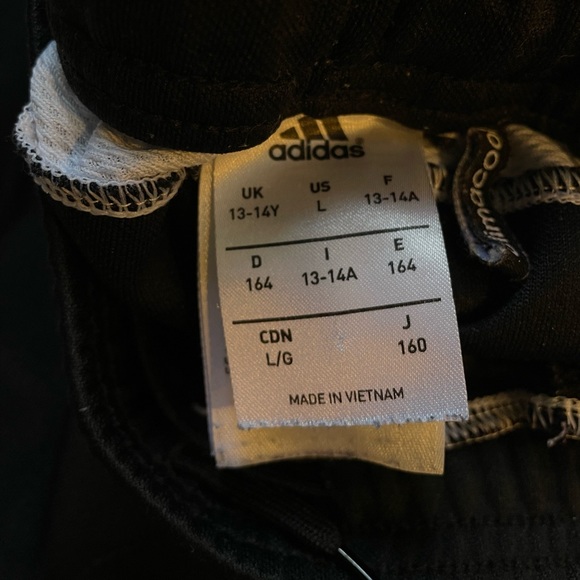 adidas
UK US F
13-14Y L 13-14A
D I E
164 13-14A 164
CDN J
L/G 160
MADE IN VIETNAM